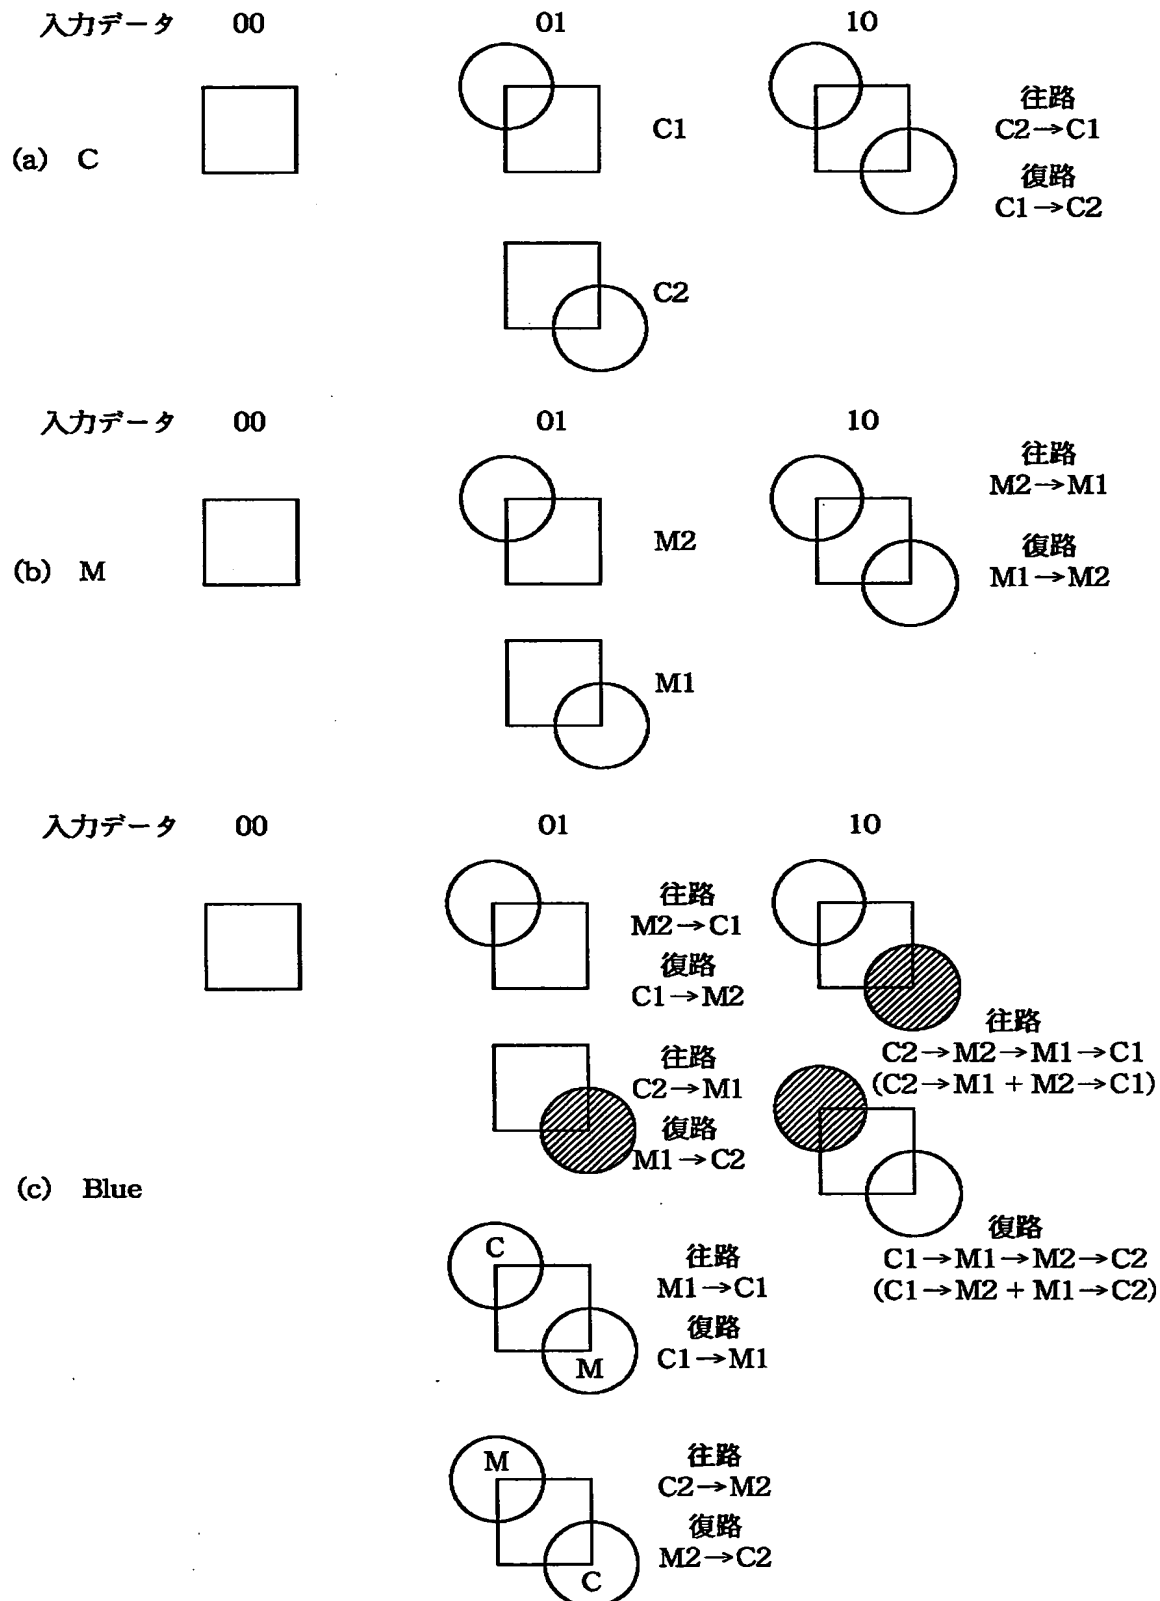 入力データ 00 01 10
(a) C
C1
往路
C2→C1
復路
C1→C2
C2
入力データ 00 01 10
(b) M
M2
往路
M2→M1
復路
M1→M2
M1
入力データ 00 01 10
(c) Blue
往路
M2→C1
復路
C1→M2
往路
C2→M1
復路
M1→C2
往路
C2→M2→M1→C1
(C2→M1 + M2→C1)
復路
C1→M1→M2→C2
(C1→M2 + M1→C2)
C
M
往路
M1→C1
復路
C1→M1
M
C
往路
C2→M2
復路
M2→C2